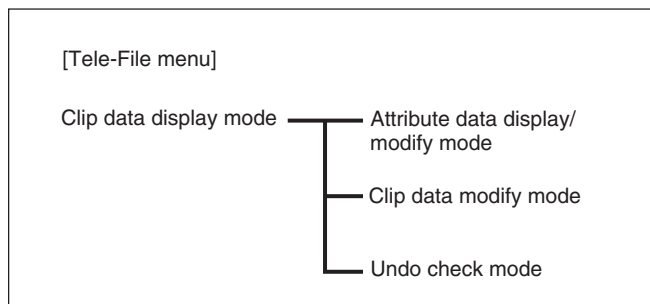 [Tele-File menu]
Clip data display mode
Attribute data display/
modify mode
Clip data modify mode
Undo check mode